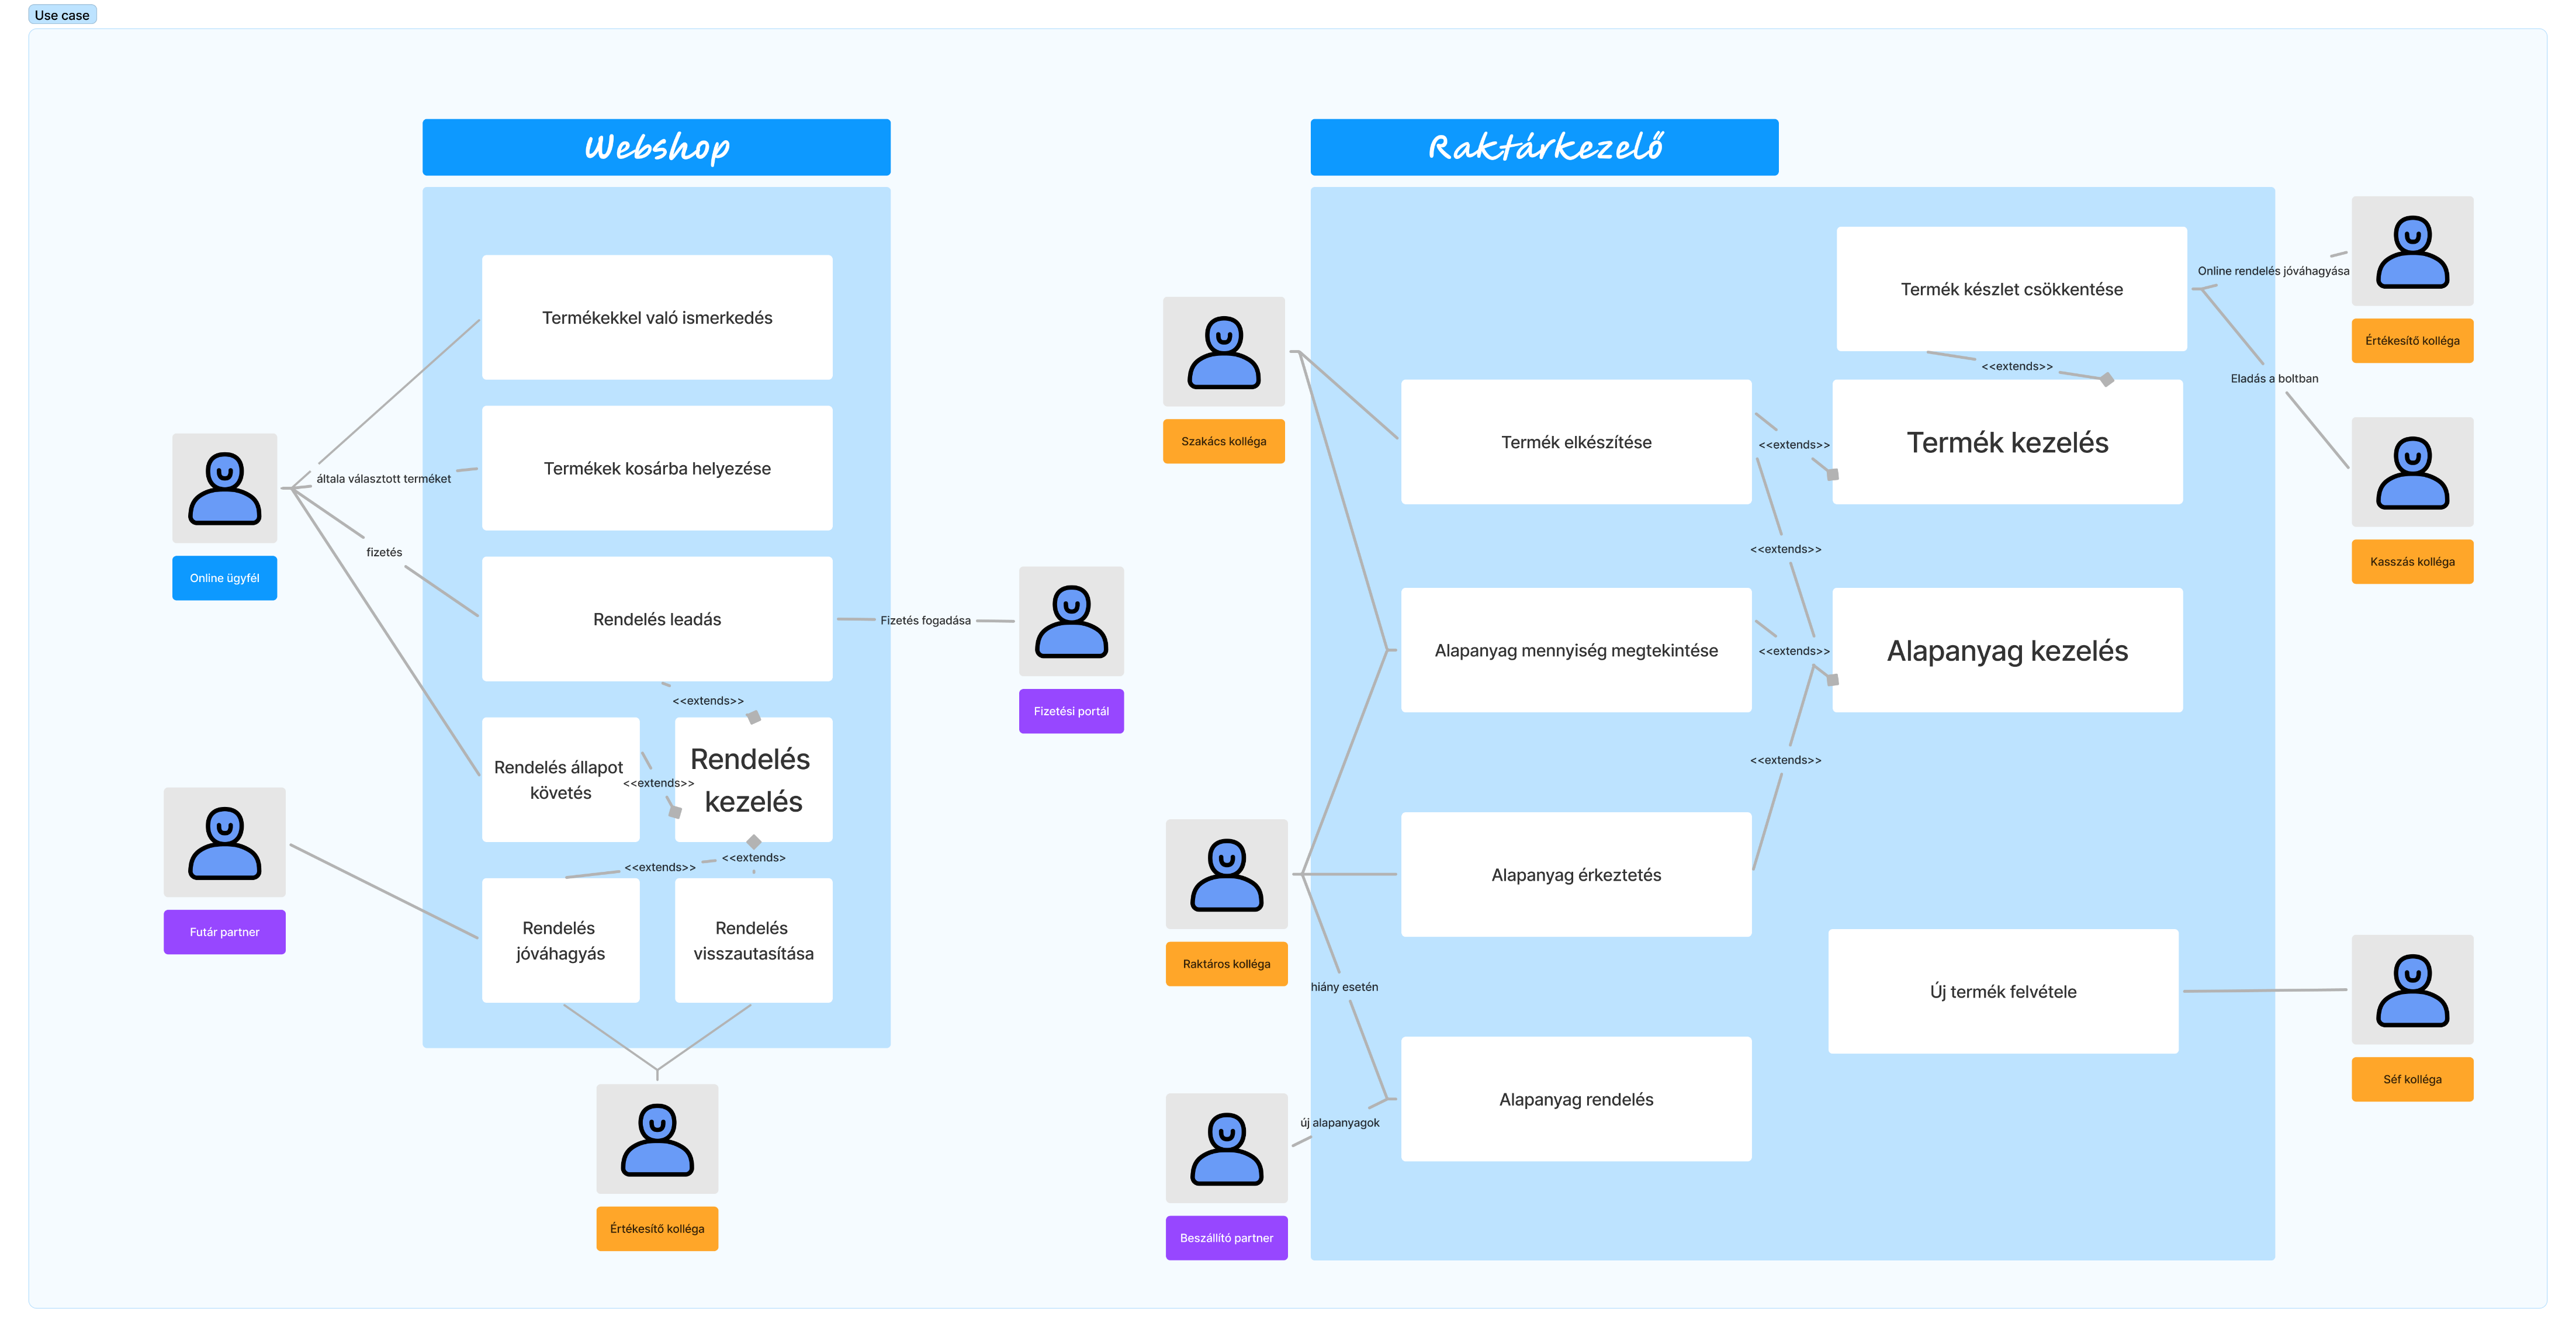 Use case
Webshop
Termékekkel való ismerkedés
Termékek kosárba helyezése
általa választott terméket
Online ügyfél
fizetés
Rendelés leadás
Fizetés fogadása
Fizetési portál
<<extends>>
Rendelés állapot
követés
<<extends>>
Rendelés
kezelés
Futár partner
<<extends>>
<<extends>
Rendelés
jóváhagyás
Rendelés
visszautasítása
Értékesítő kolléga
Raktárkezelő
Termék készlet csökkentése
Online rendelés jóváhagyása
Értékesítő kolléga
<<extends>>
Eladás a boltban
Szakács kolléga
Termék elkészítése
<<extends>>
Termék kezelés
Kasszás kolléga
<<extends>>
Alapanyag mennyiség megtekintése
<<extends>>
Alapanyag kezelés
<<extends>>
Alapanyag érkeztetés
Raktáros kolléga
hiány esetén
Új termék felvétele
Séf kolléga
Alapanyag rendelés
új alapanyagok
Beszállító partner